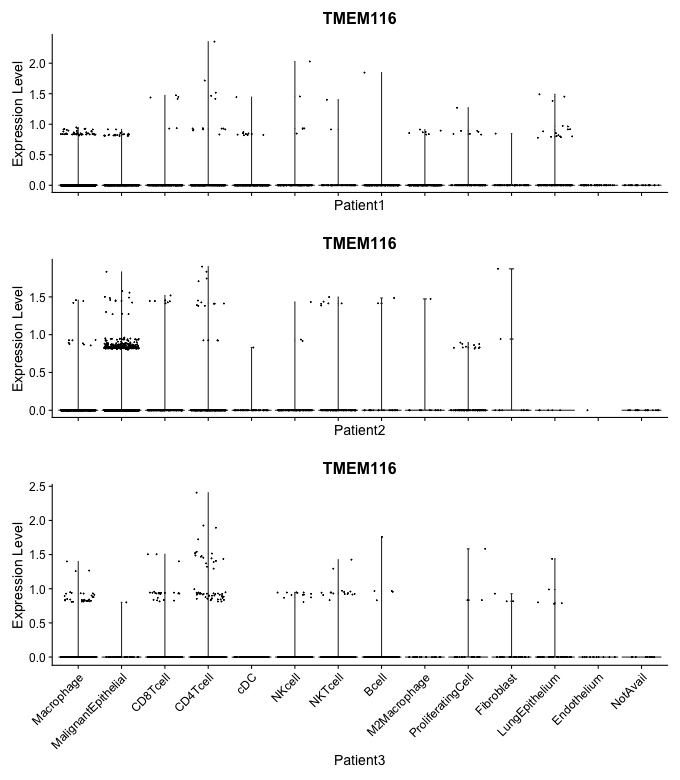 TMEM116
Expression Level
2.0
1.5
1.0
0.5
0.0
Patient1
TMEM116
Expression Level
1.5
1.0
0.5
0.0
Patient2
TMEM116
Expression Level
2.5
2.0
1.5
1.0
0.5
0.0
Macrophage
MalignantEpithelial
CD8Tcell
CD4Tcell
cDC
NKcell
NKTcell
Bcell
M2Macrophage
ProliferatingCell
Fibroblast
LungEpithelium
Endothelium
NotAvail
Patient3